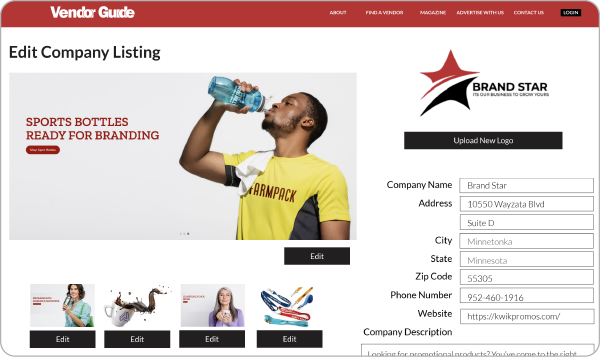 Vendor Guide
ABOUT
FIND A VENDOR
MAGAZINE
ADVERTISE WITH US
CONTACT US
LOGIN
Edit Company Listing
SPORTS BOTTLES
READY FOR BRANDING
Shop Sport Bottles
FARMPACK
Edit
Edit
Edit
Edit
Edit
BRAND STAR
ITS OUR BUSINESS TO GROW YOURS
Upload New Logo
Company Name Brand Star
Address 10550 Wayzata Blvd
Suite D
City Minnetonka
State Minnesota
Zip Code 55305
Phone Number 952-460-1916
Website https://kwikpromos.com/
Company Description
Looking for promotional products? You've come to the right